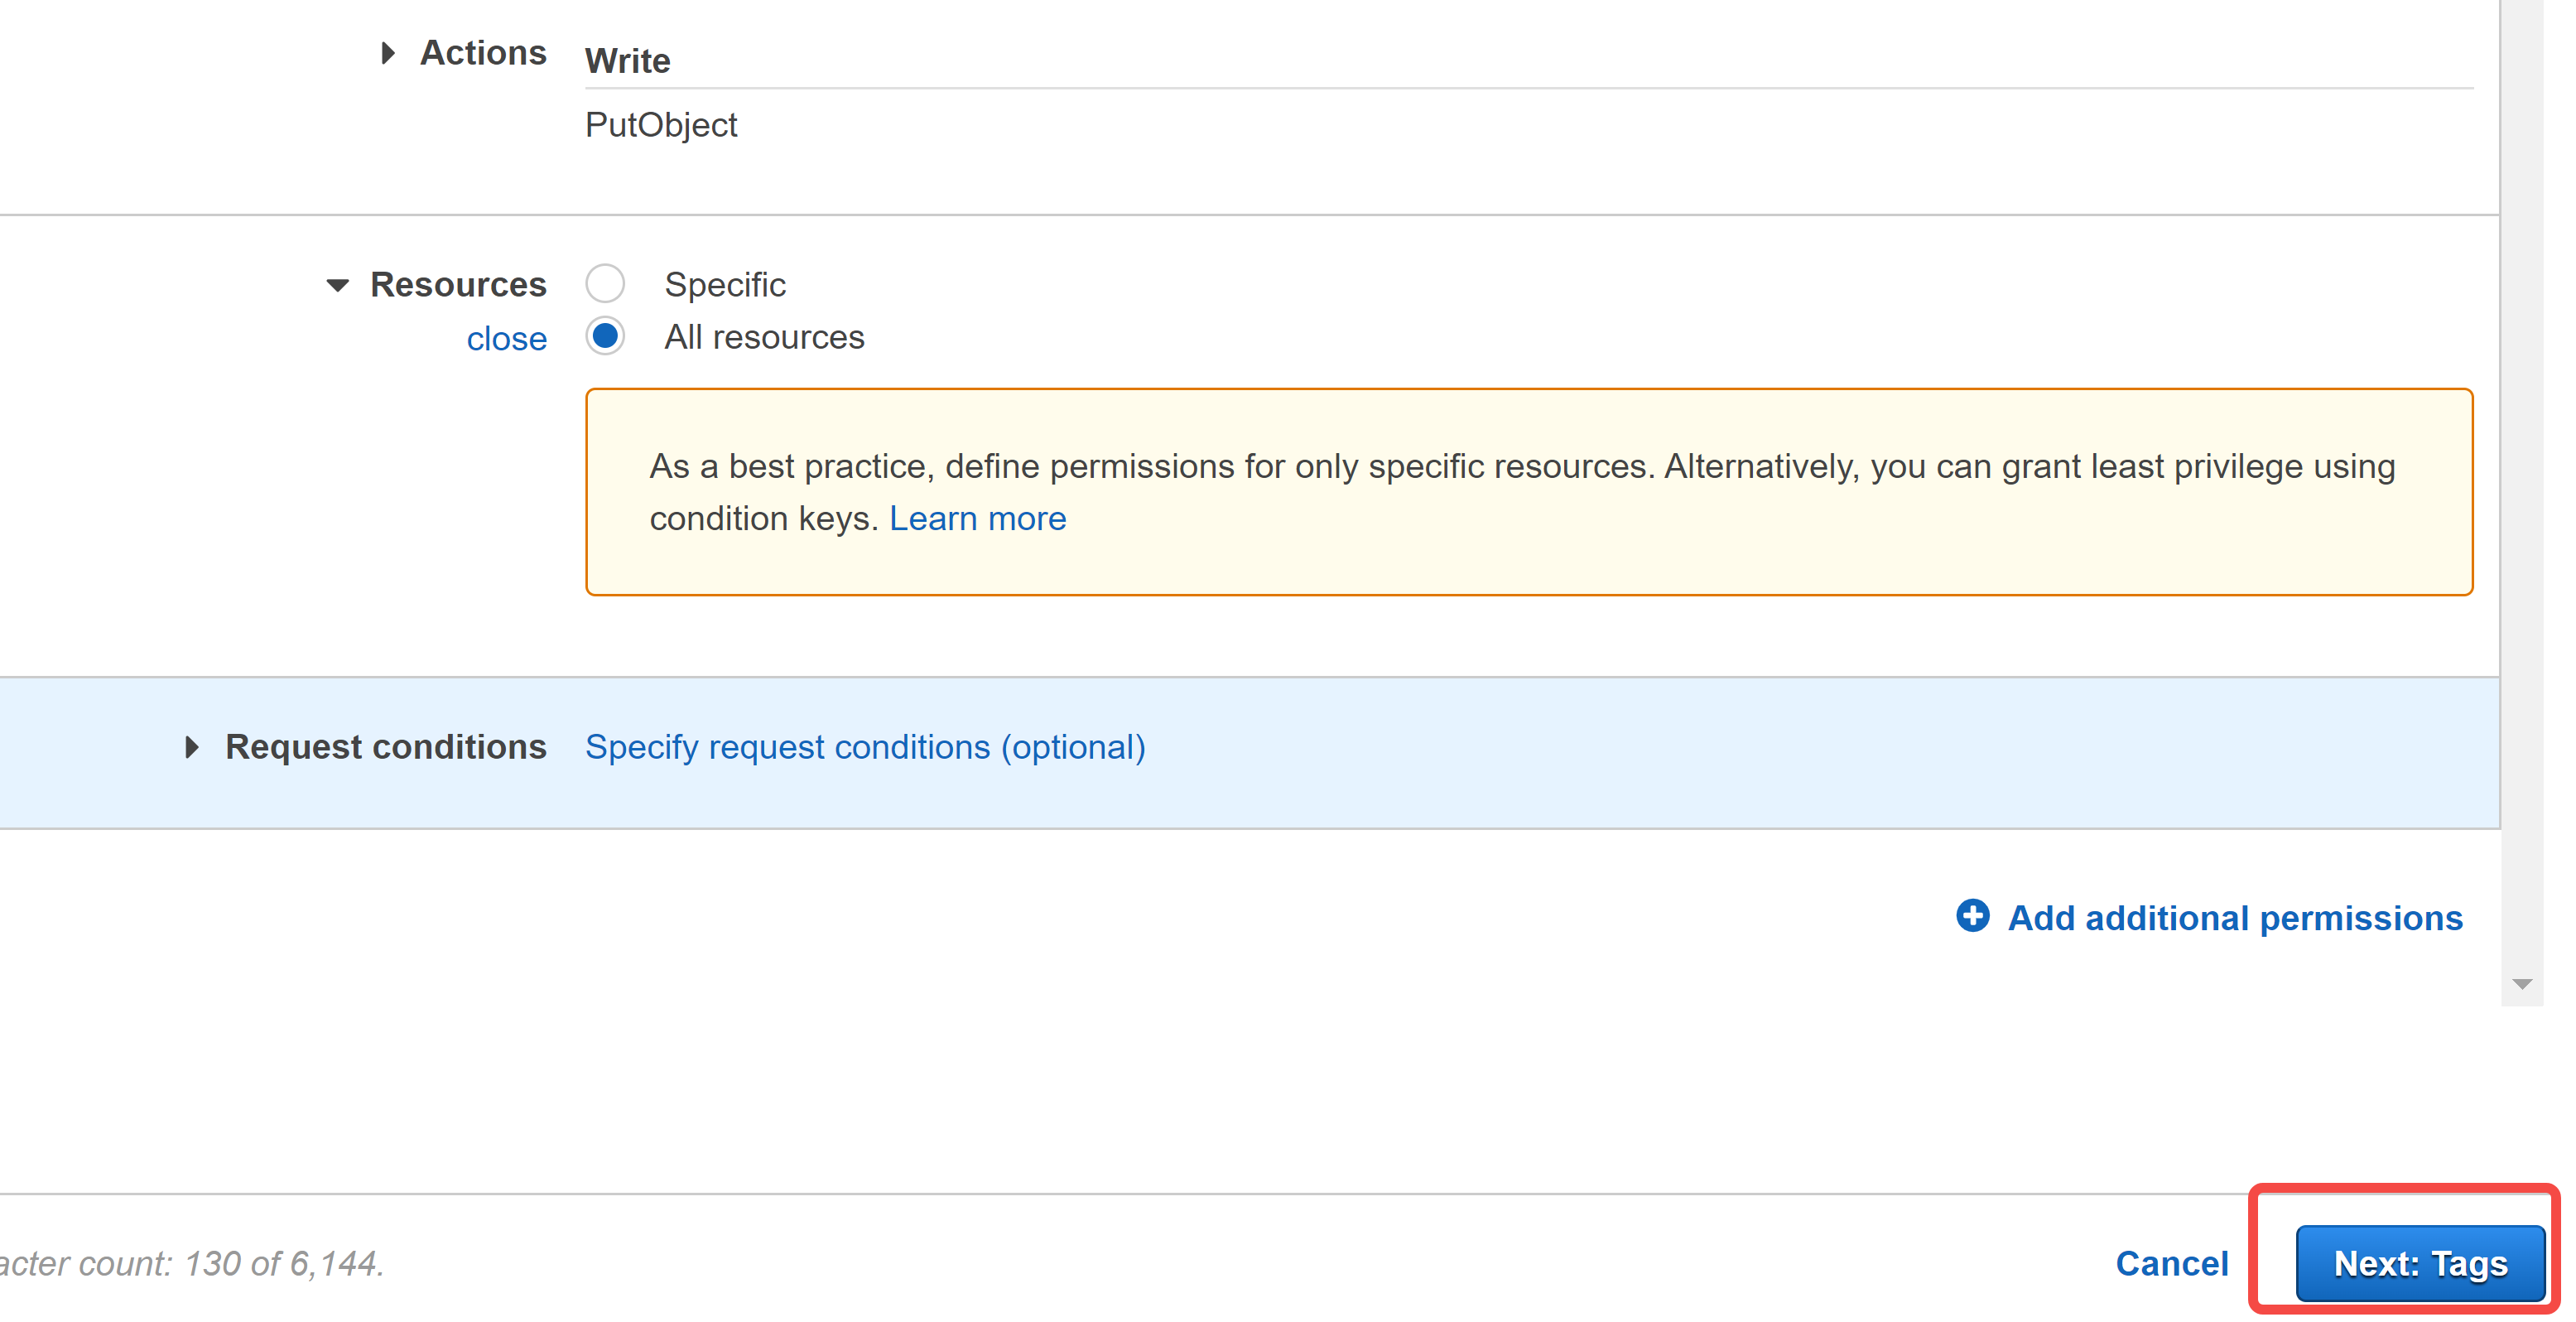 Actions
Write
PutObject
Resources
Specific
close
All resources
As a best practice, define permissions for only specific resources. Alternatively, you can grant least privilege using
condition keys. Learn more
Request conditions
Specify request conditions (optional)
Add additional permissions
acter count: 130 of 6,144.
Cancel
Next: Tags